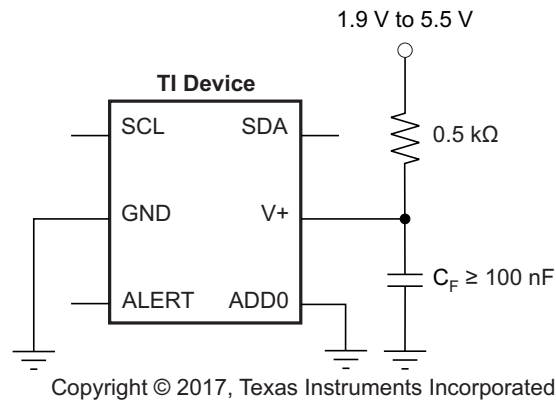 1.9 V to 5.5 V
TI Device
SCL
SDA
0.5 kΩ
GND
V+
CF ≥ 100 nF
ALERT
ADD0
Copyright © 2017, Texas Instruments Incorporated